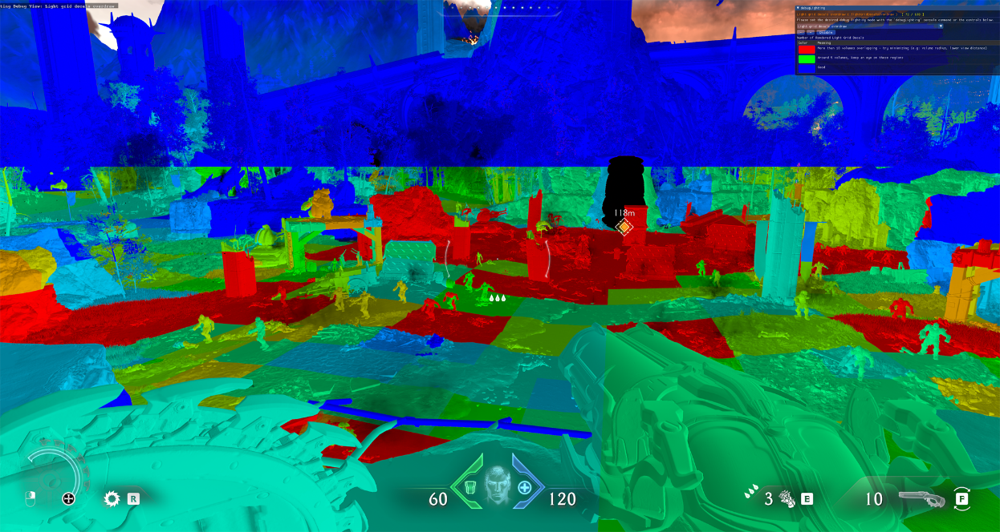 ting Debug View: Light grid decals overdraw
▼ debugLighting
Light grid decals overdraw ( lightGridDecalsOverdraw ) [ 76 / 108 ]
Please set the desired debug lighting mode with the 'debugLighting' console command or the controls below:
Light grid decals overdraw
Disable
Number of Rendered Light Grid Decals
Color Meaning
More than 10 volumes overlapping - try minimizing (e.g: volume radius, lower view distance)
Around 5 volumes, keep an eye on these regions
Good
118m
R
60
120
3
E
10
F